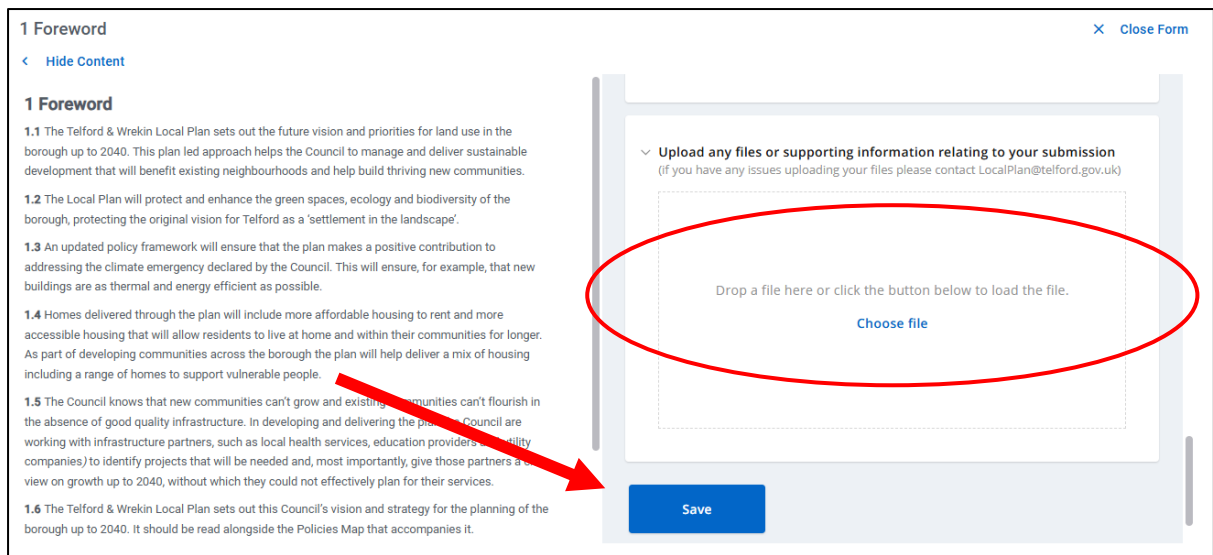 1 Foreword
Close Form
Hide Content
1 Foreword
1.1 The Telford & Wrekin Local Plan sets out the future vision and priorities for land use in the
borough up to 2040. This plan led approach helps the Council to manage and deliver sustainable
development that will benefit existing neighbourhoods and help build thriving new communities.
1.2 The Local Plan will protect and enhance the green spaces, ecology and biodiversity of the
borough, protecting the original vision for Telford as a ‘settlement in the landscape’.
1.3 An updated policy framework will ensure that the plan makes a positive contribution to
addressing the climate emergency declared by the Council. This will ensure, for example, that new
buildings are as thermal and energy efficient as possible.
1.4 Homes delivered through the plan will include more affordable housing to rent and more
accessible housing that will allow residents to live at home and within their communities for longer.
As part of developing communities across the borough the plan will help deliver a mix of housing
including a range of homes to support vulnerable people.
1.5 The Council knows that new communities can't grow and existing communities can't flourish in
the absence of good quality infrastructure. In developing and delivering the Council are
working with infrastructure partners, such as local health services, education providers utility
companies) to identify projects that will be needed and, most importantly, give those partners a
view on growth up to 2040, without which they could not effectively plan for their services.
1.6 The Telford & Wrekin Local Plan sets out this Council’s vision and strategy for the planning of the
borough up to 2040. It should be read alongside the Policies Map that accompanies it.
Upload any files or supporting information relating to your submission
(if you have any issues uploading your files please contact LocalPlan@telford.gov.uk)
Drop a file here or click the button below to load the file.
Choose file
Save